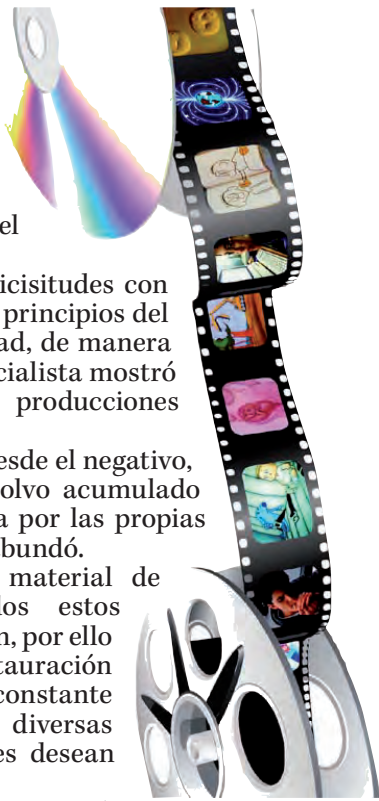 el
icisitudes con
principios del
ad, de manera
cialista mostró
producciones
esde el negativo,
olvo acumulado
a por las propias
bundó.
material de
los estos
n, por ello
tauración
constante
diversas
es desean